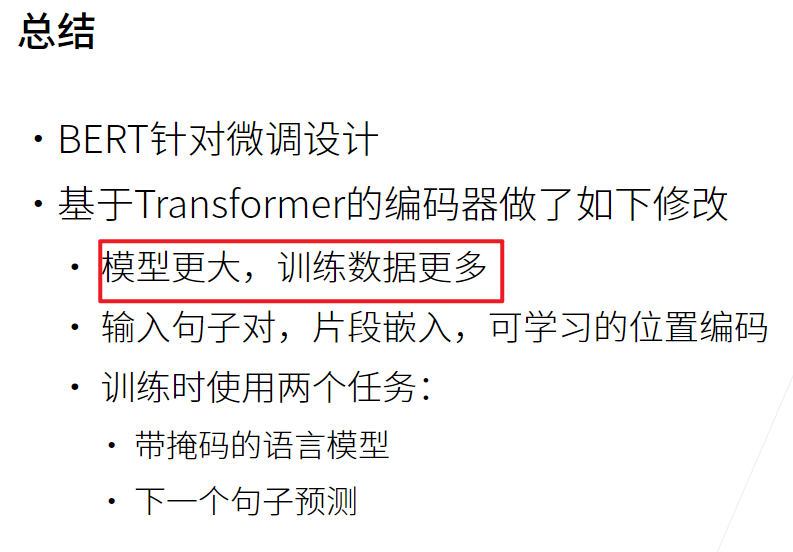 总结
• BERT针对微调设计
• 基于Transformer的编码器做了如下修改
• 模型更大，训练数据更多
• 输入句子对，片段嵌入，可学习的位置编码
• 训练时使用两个任务：
• 带掩码的语言模型
• 下一个句子预测